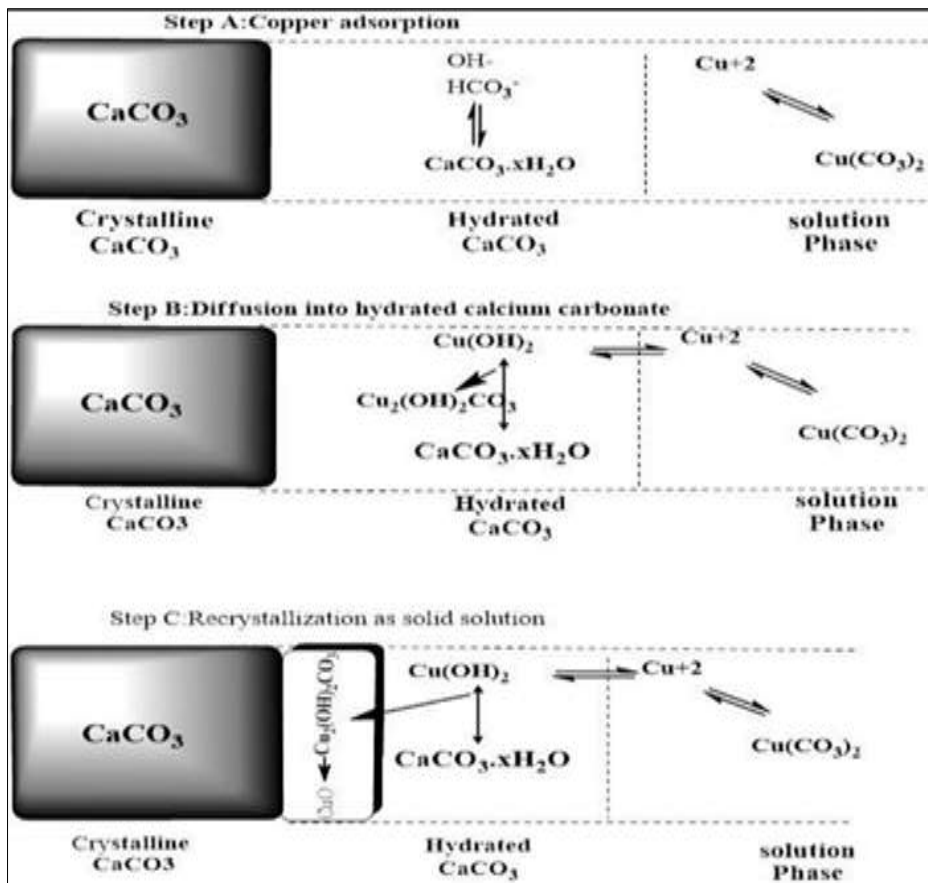 Step A:Copper adsorption
CaCO₃
OH-
HCO₃⁻
CaCO₃.xH₂O
Cu+2
Cu(CO₃)₂
Crystalline
CaCO₃
Hydrated
CaCO₃
solution
Phase
Step B:Diffusion into hydrated calcium carbonate
CaCO₃
Cu(OH)₂
Cu₂(OH)₂CO₃
CaCO₃.xH₂O
Cu+2
Cu(CO₃)₂
Crystalline
CaCO3
Hydrated
CaCO₃
solution
Phase
Step C:Recrystallization as solid solution
CaCO₃
CuO
Cu₂(OH)₂CO₃
Cu(OH)₂
CaCO₃.xH₂O
Cu+2
Cu(CO₃)₂
Crystalline
CaCO3
Hydrated
CaCO₃
solution
Phase